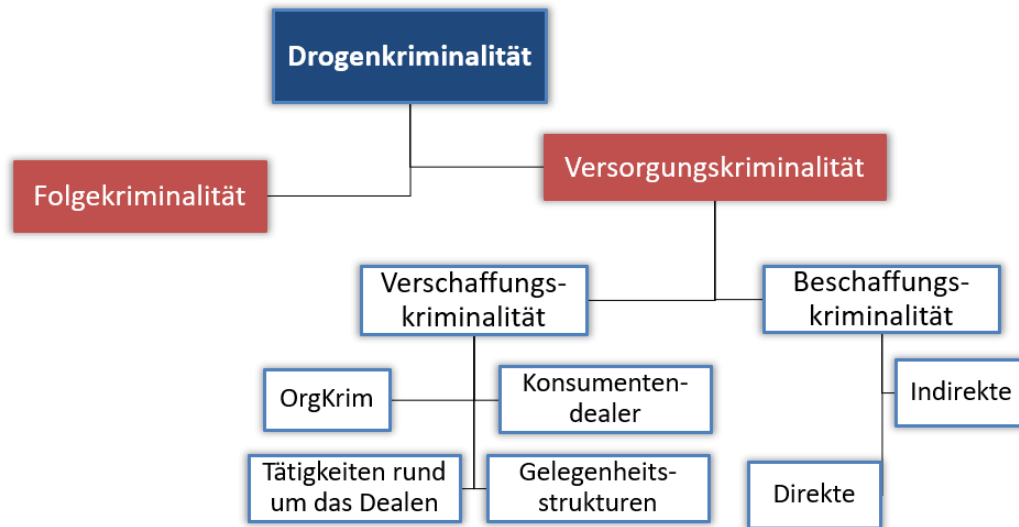 Drogenkriminalität
Folgekriminalität
Versorgungskriminalität
Verschaffungs-
kriminalität
Beschaffungs-
kriminalität
OrgKrim
Konsumenten-
dealer
Indirekte
Tätigkeiten rund
um das Dealen
Gelegenheits-
strukturen
Direkte